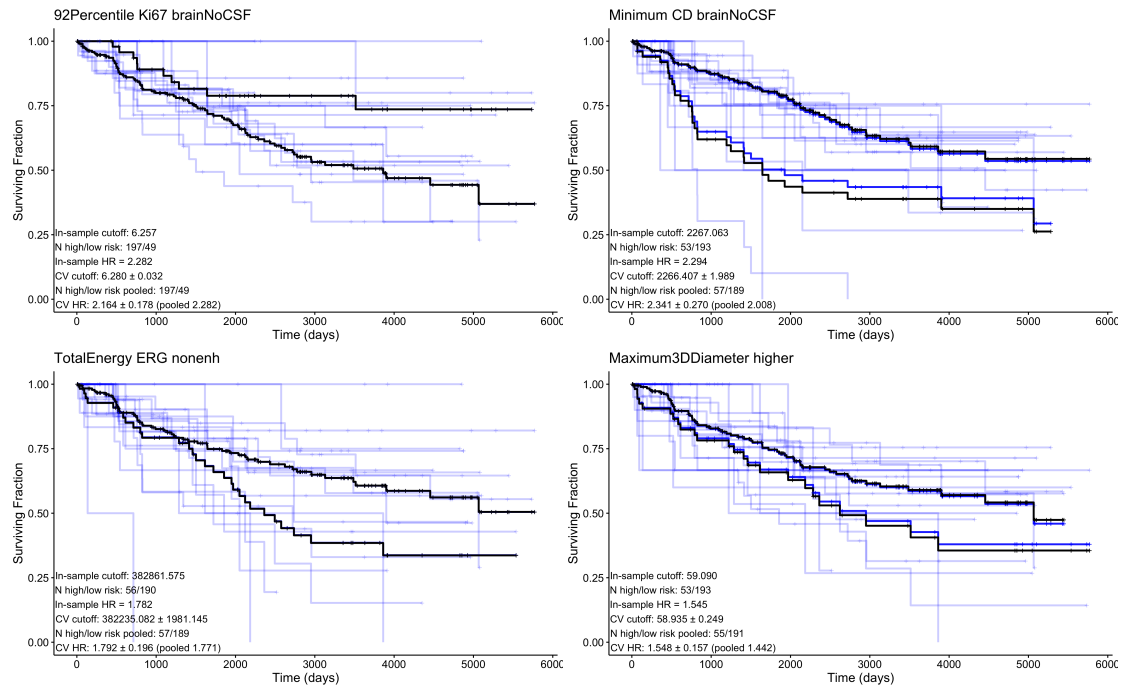 92Percentile Ki67 brainNoCSF
1.00
0.75
0.50
0.25
0.00
Surviving Fraction
In-sample cutoff: 6.257
N high/low risk: 197/49
In-sample HR = 2.282
CV cutoff: 6.280 ± 0.032
N high/low risk pooled: 197/49
CV HR: 2.164 ± 0.178 (pooled 2.282)
0 1000 2000 3000 4000 5000
Time (days)
Minimum CD brainNoCSF
1.00
0.75
0.50
0.25
0.00
Surviving Fraction
In-sample cutoff: 2267.063
N high/low risk: 53/193
In-sample HR = 2.294
CV cutoff: 2266.407 ± 1.989
N high/low risk pooled: 57/189
CV HR: 2.341 ± 0.270 (pooled 2.008)
0 1000 2000 3000 4000 5000
Time (days)
TotalEnergy ERG nonenh
1.00
0.75
0.50
0.25
0.00
Surviving Fraction
In-sample cutoff: 382861.575
N high/low risk: 56/190
In-sample HR = 1.782
CV cutoff: 382235.082 ± 1981.145
N high/low risk pooled: 57/189
CV HR: 1.792 ± 0.196 (pooled 1.771)
0 1000 2000 3000 4000 5000
Time (days)
Maximum3DDiameter higher
1.00
0.75
0.50
0.25
0.00
Surviving Fraction
In-sample cutoff: 59.090
N high/low risk: 53/193
In-sample HR = 1.545
CV cutoff: 58.935 ± 0.249
N high/low risk pooled: 55/191
CV HR: 1.548 ± 0.157 (pooled 1.442)
0 1000 2000 3000 4000 5000
Time (days)